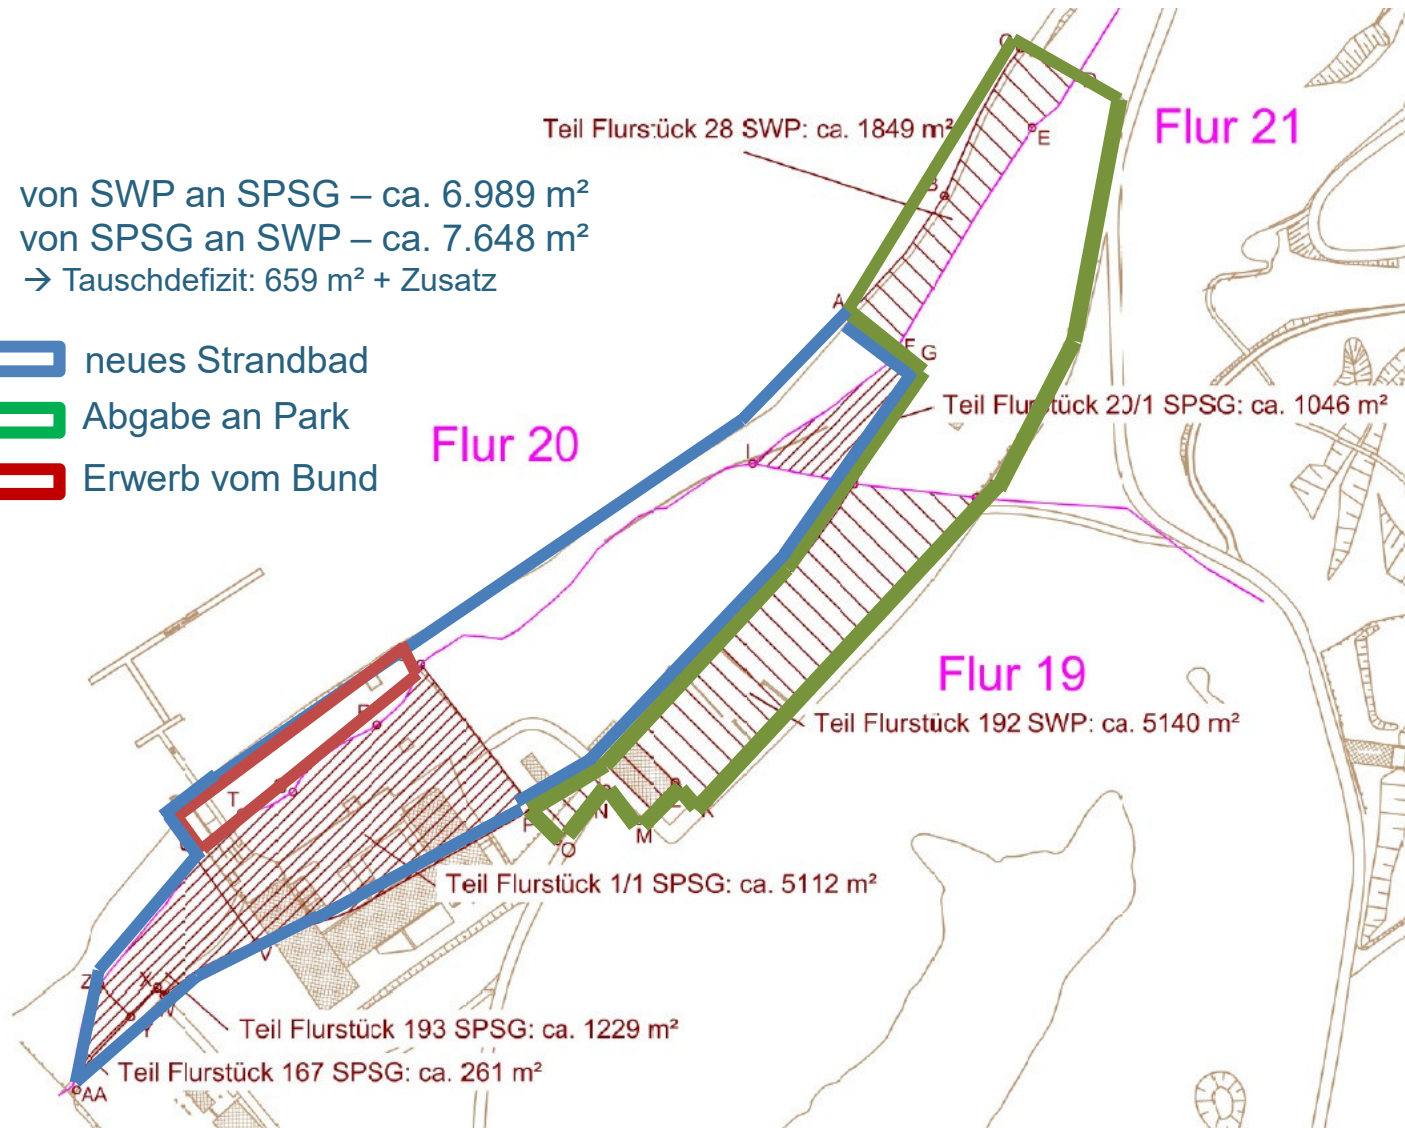 Teil Flurstück 28 SWP: ca. 1849 m²
Flur 21
von SWP an SPSG – ca. 6.989 m²
von SPSG an SWP – ca. 7.648 m²
→ Tauschdefizit: 659 m² + Zusatz
neues Strandbad
Abgabe an Park
Erwerb vom Bund
Flur 20
Teil Flurstück 20/1 SPSG: ca. 1046 m²
Flur 19
Teil Flurstück 192 SWP: ca. 5140 m²
Teil Flurstück 1/1 SPSG: ca. 5112 m²
Teil Flurstück 193 SPSG: ca. 1229 m²
Teil Flurstück 167 SPSG: ca. 261 m²
E
B
A
F G
I
T
N
M
K
O
P
V
Z
X
Y
AA